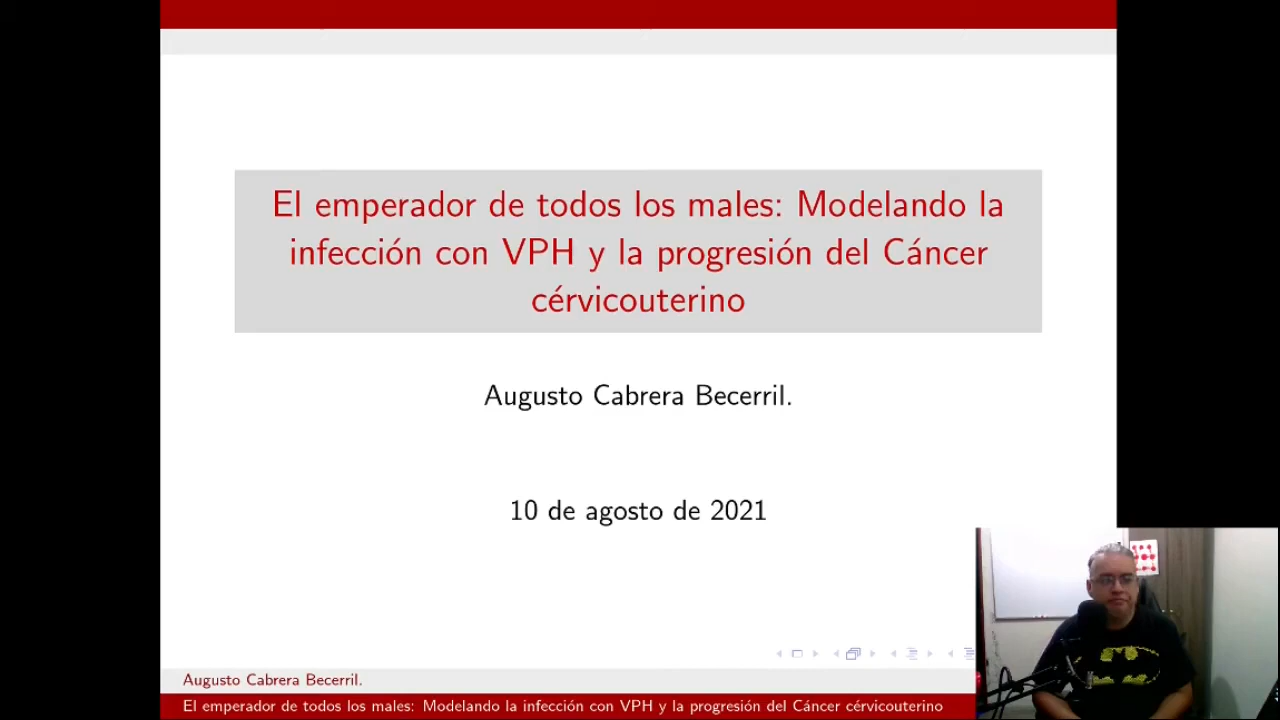 El emperador de todos los males: Modelando la
infección con VPH y la progresión del Cáncer
cérvicouterino
Augusto Cabrera Becerril.
10 de agosto de 2021
Augusto Cabrera Becerril.
El emperador de todos los males: Modelando la infección con VPH y la progresión del Cáncer cérvicouterino